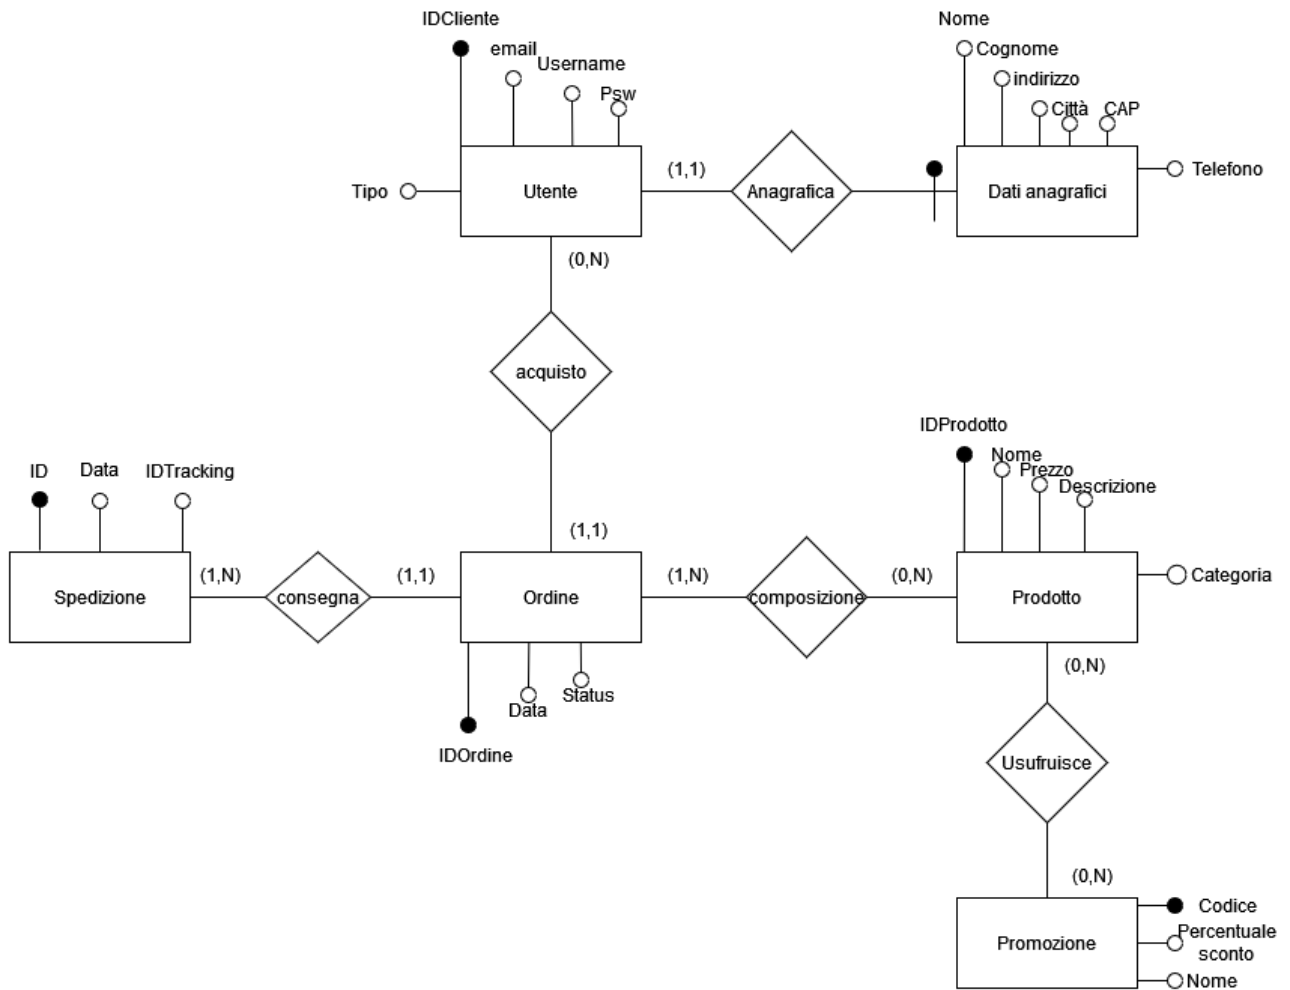 IDCliente
email
Username
Psw
Tipo
Utente
(1,1)
Anagrafica
Nome
Cognome
indirizzo
Città
CAP
Telefono
Dati anagrafici
(0,N)
acquisto
(1,1)
ID
Data
IDTracking
Spedizione
(1,N)
consegna
(1,1)
Ordine
Data
Status
IDOrdine
(1,N)
composizione
(0,N)
IDProdotto
Nome
Prezzo
Descrizione
Categoria
Prodotto
(0,N)
Usufruisce
(0,N)
Promozione
Codice
Percentuale
sconto
Nome